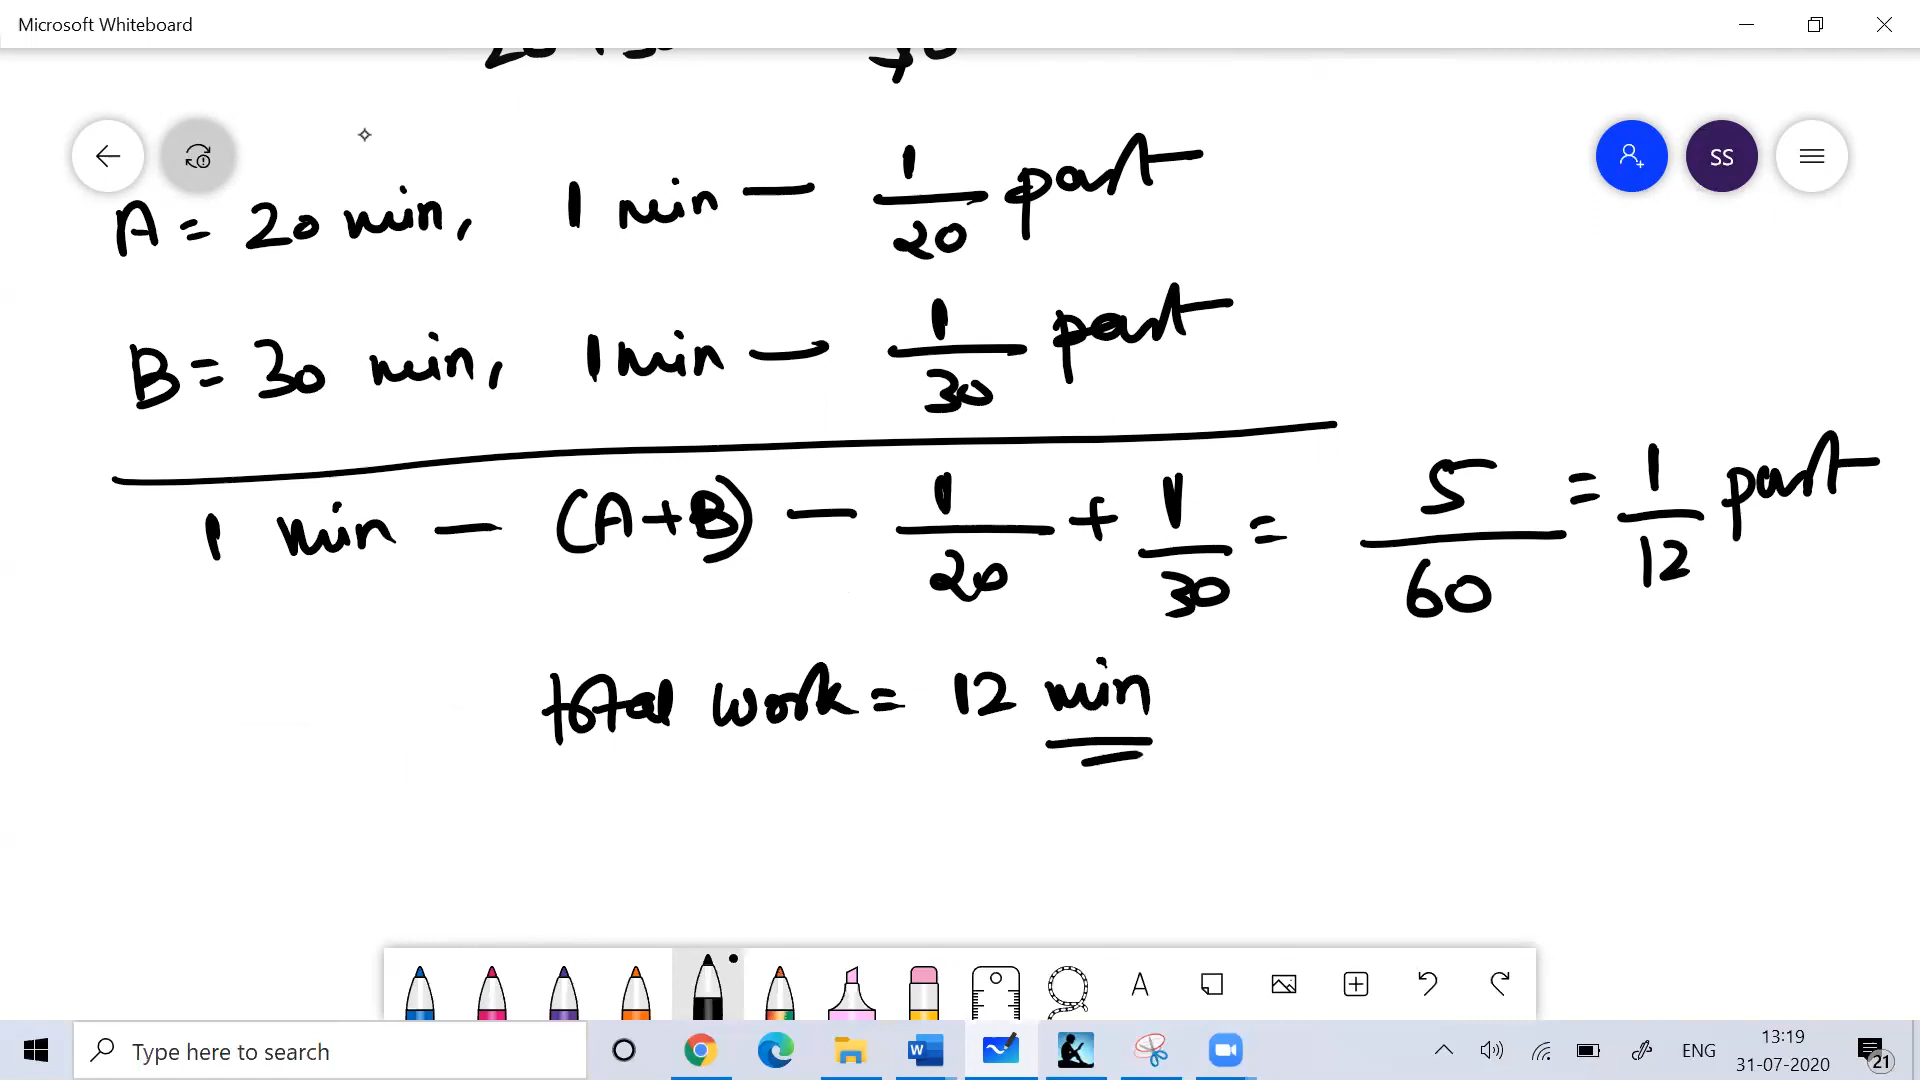 Microsoft Whiteboard
SS
A = 20 min, 1 min — 1/20 part
B = 30 min, 1 min — 1/30 part
1 min — (A+B) — 1/20 + 1/30 = 5/60 = 1/12 part
total work = 12 min
A
Type here to search
W
ENG
13:19
31-07-2020
21